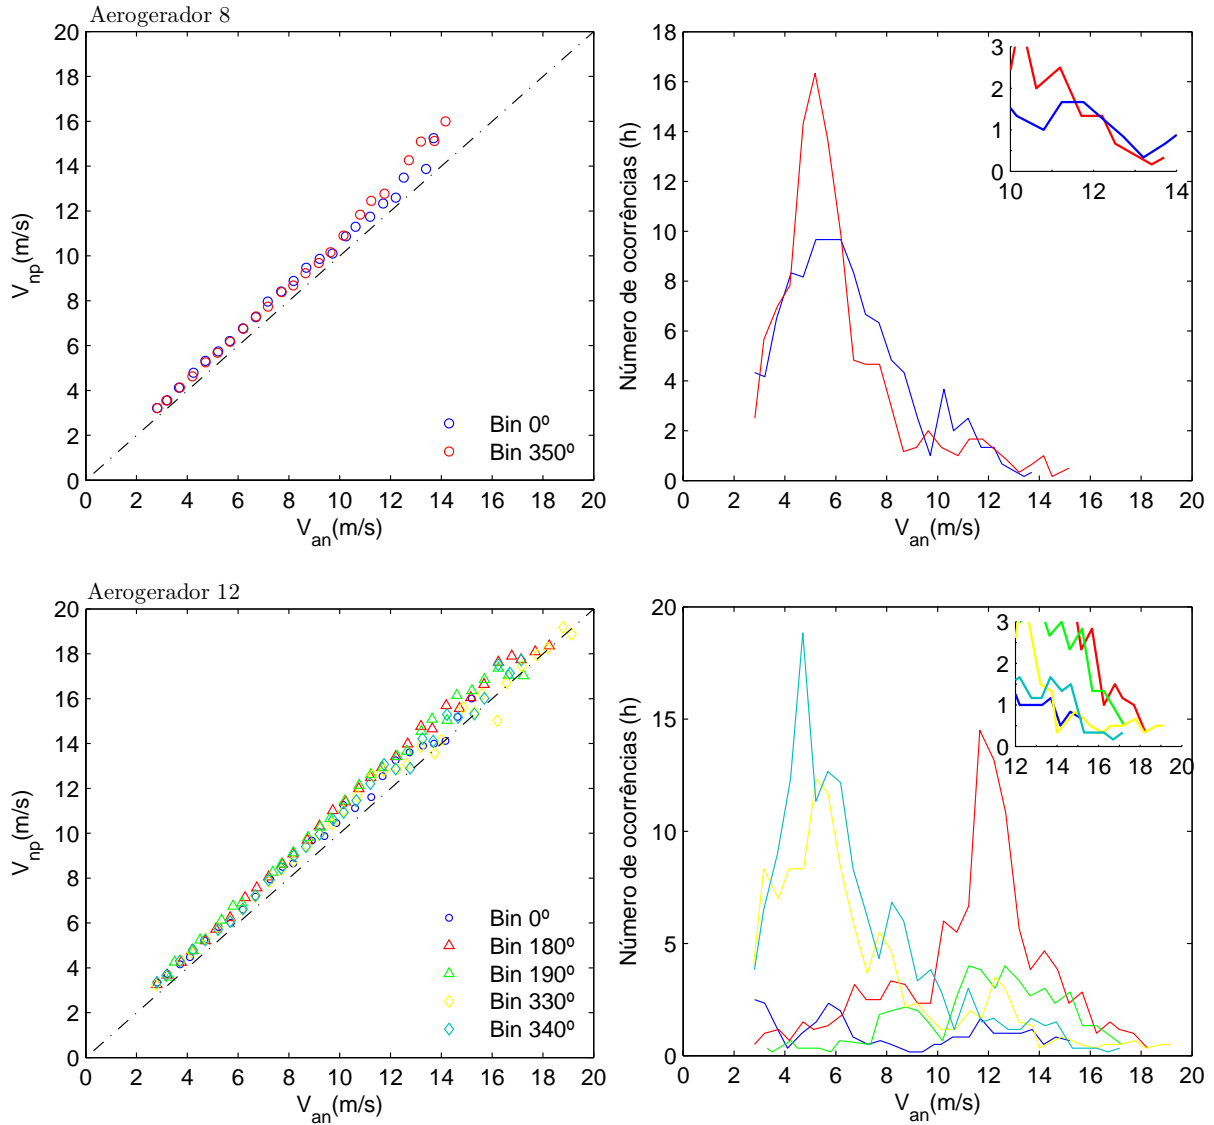 Aerogerador 8
20
18
16
14
12
10
8
6
4
2
0
V_np(m/s)
Bin 0º
Bin 350º
0 2 4 6 8 10 12 14 16 18 20
V_an(m/s)
18
16
14
12
10
8
6
4
2
0
Número de ocorrências (h)
3
2
1
0
10 12 14
0 2 4 6 8 10 12 14 16 18 20
V_an(m/s)
Aerogerador 12
20
18
16
14
12
10
8
6
4
2
0
V_np(m/s)
Bin 0º
Bin 180º
Bin 190º
Bin 330º
Bin 340º
0 2 4 6 8 10 12 14 16 18 20
V_an(m/s)
20
15
10
5
0
Número de ocorrências (h)
3
2
1
0
12 14 16 18 20
0 2 4 6 8 10 12 14 16 18 20
V_an(m/s)